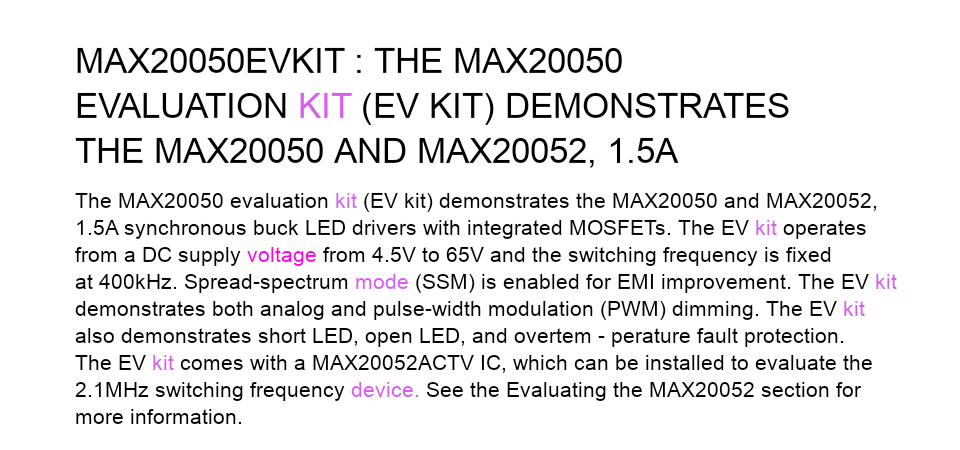 MAX20050EVKIT : THE MAX20050
EVALUATION KIT (EV KIT) DEMONSTRATES
THE MAX20050 AND MAX20052, 1.5A
The MAX20050 evaluation kit (EV kit) demonstrates the MAX20050 and MAX20052,
1.5A synchronous buck LED drivers with integrated MOSFETs. The EV kit operates
from a DC supply voltage from 4.5V to 65V and the switching frequency is fixed
at 400kHz. Spread-spectrum mode (SSM) is enabled for EMI improvement. The EV kit
demonstrates both analog and pulse-width modulation (PWM) dimming. The EV kit
also demonstrates short LED, open LED, and overtem - perature fault protection.
The EV kit comes with a MAX20052ACTV IC, which can be installed to evaluate the
2.1MHz switching frequency device. See the Evaluating the MAX20052 section for
more information.